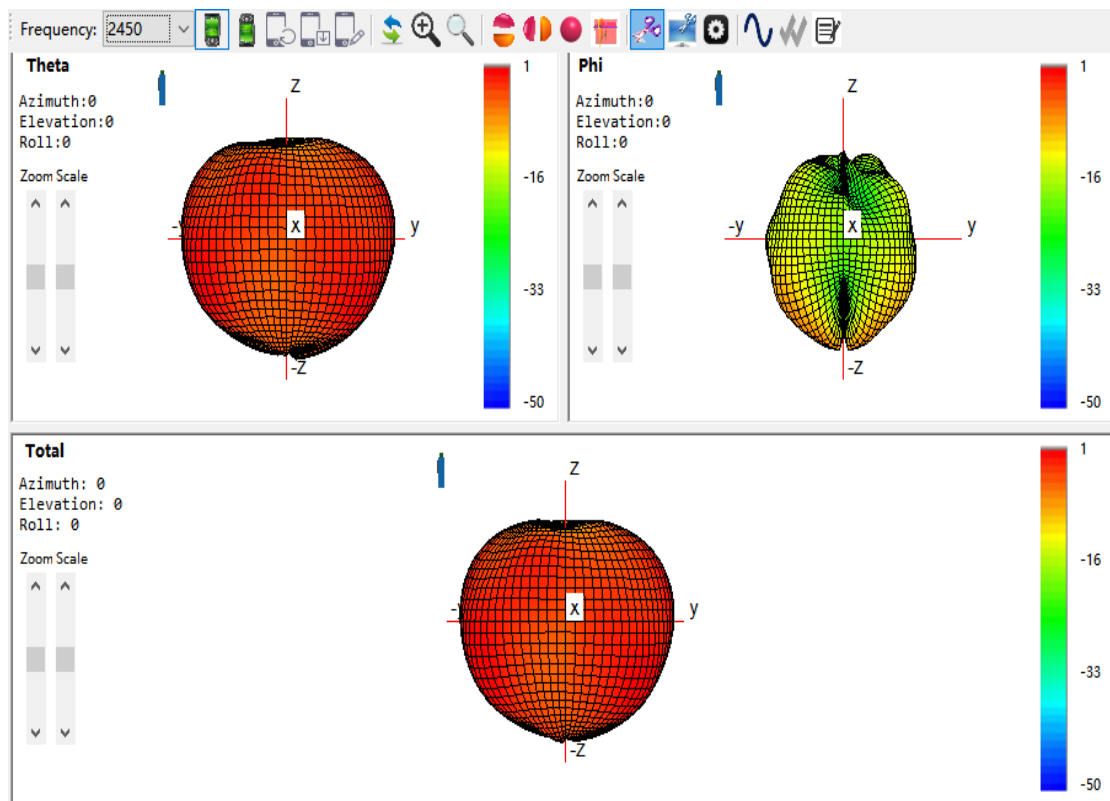 Frequency: 2450
Theta
Azimuth:0
Elevation:0
Roll:0
Zoom Scale
Z
-y
x
y
-Z
1
-16
-33
-50
Phi
Azimuth:0
Elevation:0
Roll:0
Zoom Scale
Z
-y
x
y
-Z
1
-16
-33
-50
Total
Azimuth: 0
Elevation: 0
Roll: 0
Zoom Scale
Z
-y
x
y
-Z
1
-16
-33
-50